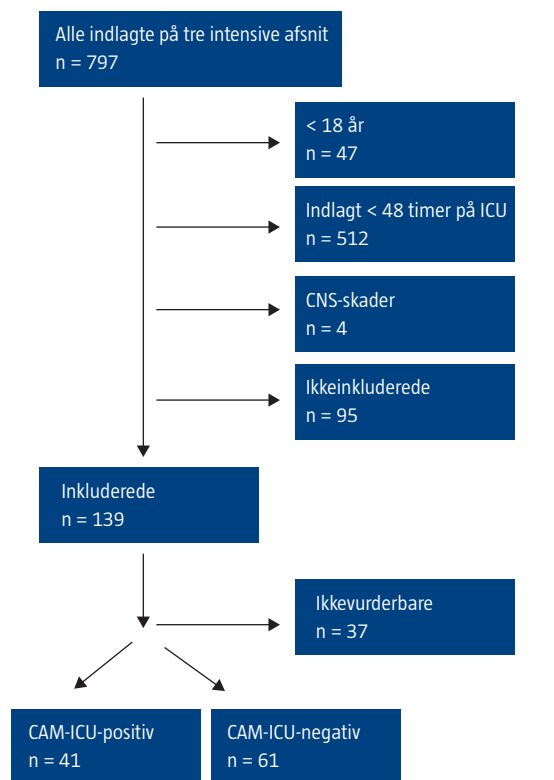 Alle indlagte på tre intensive afsnit
n = 797
< 18 år
n = 47
Indlagt < 48 timer på ICU
n = 512
CNS-skader
n = 4
Ikkeinkluderede
n = 95
Inkluderede
n = 139
Ikkevurderbare
n = 37
CAM-ICU-positiv
n = 41
CAM-ICU-negativ
n = 61